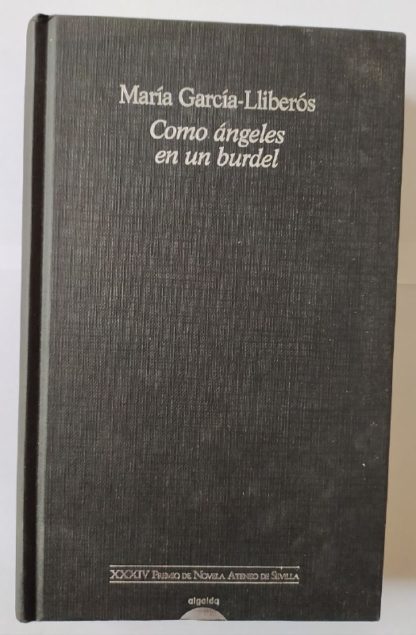 María García-Lliberós
Como ángeles
en un burdel
XXXIV PREMIO DE NOVELA ATENEO DE SEVILLA
algaida